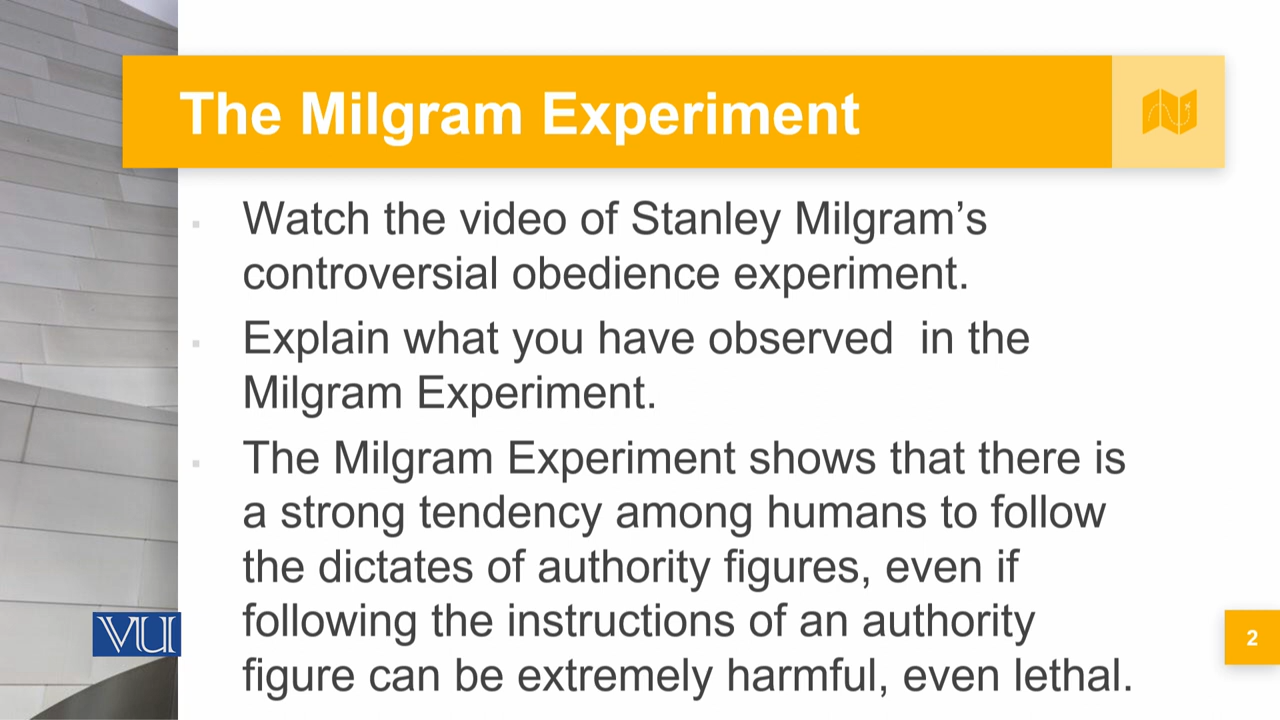 The Milgram Experiment
Watch the video of Stanley Milgram’s
controversial obedience experiment.
Explain what you have observed  in the
Milgram Experiment.
The Milgram Experiment shows that there is
a strong tendency among humans to follow
the dictates of authority figures, even if
following the instructions of an authority
figure can be extremely harmful, even lethal.
VU
2